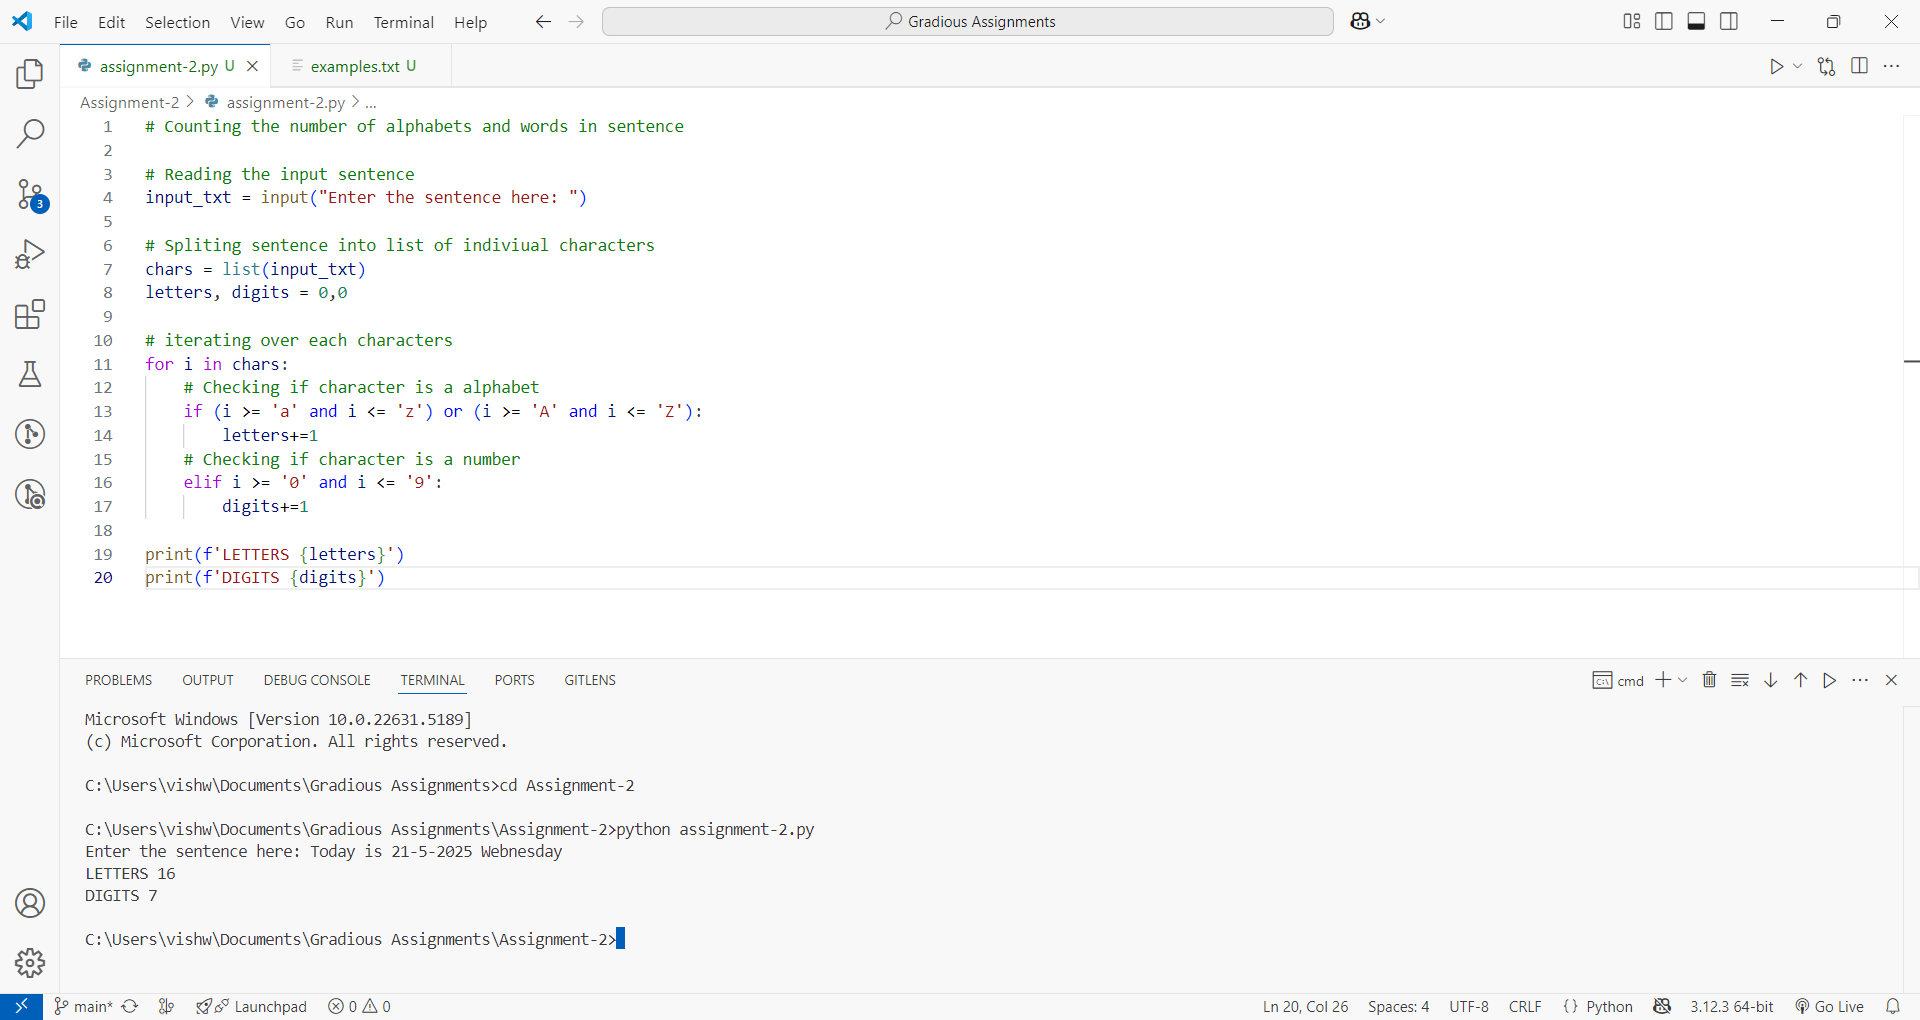 File Edit Selection View Go Run Terminal Help Gradious Assignments
assignment-2.py U examples.txt U
Assignment-2 > assignment-2.py > ...
1 # Counting the number of alphabets and words in sentence
2
3 # Reading the input sentence
4 input_txt = input("Enter the sentence here: ")
5
6 # Spliting sentence into list of indiviual characters
7 chars = list(input_txt)
8 letters, digits = 0,0
9
10 # iterating over each characters
11 for i in chars:
12     # Checking if character is a alphabet
13     if (i >= 'a' and i <= 'z') or (i >= 'A' and i <= 'Z'):
14         letters+=1
15     # Checking if character is a number
16     elif i >= '0' and i <= '9':
17         digits+=1
18
19 print(f'LETTERS {letters}')
20 print(f'DIGITS {digits}')
3
PROBLEMS OUTPUT DEBUG CONSOLE TERMINAL PORTS GITLENS cmd
Microsoft Windows [Version 10.0.22631.5189]
(c) Microsoft Corporation. All rights reserved.
C:\Users\vishw\Documents\Gradious Assignments>cd Assignment-2
C:\Users\vishw\Documents\Gradious Assignments\Assignment-2>python assignment-2.py
Enter the sentence here: Today is 21-5-2025 Webnesday
LETTERS 16
DIGITS 7
C:\Users\vishw\Documents\Gradious Assignments\Assignment-2>
main* Launchpad 0 0 Ln 20, Col 26 Spaces: 4 UTF-8 CRLF {} Python 3.12.3 64-bit Go Live